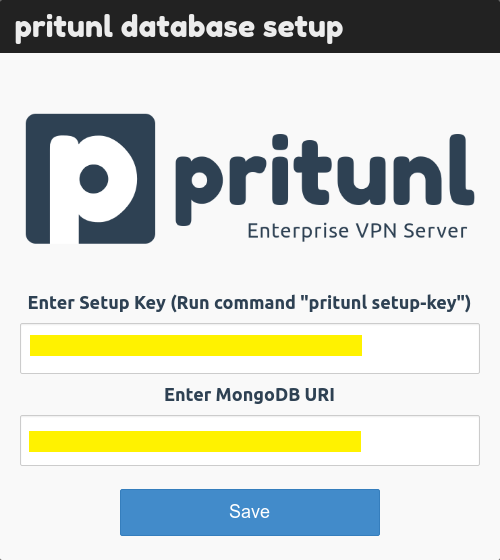 pritunl database setup
pritunl
Enterprise VPN Server
Enter Setup Key (Run command "pritunl setup-key")
Enter MongoDB URI
Save